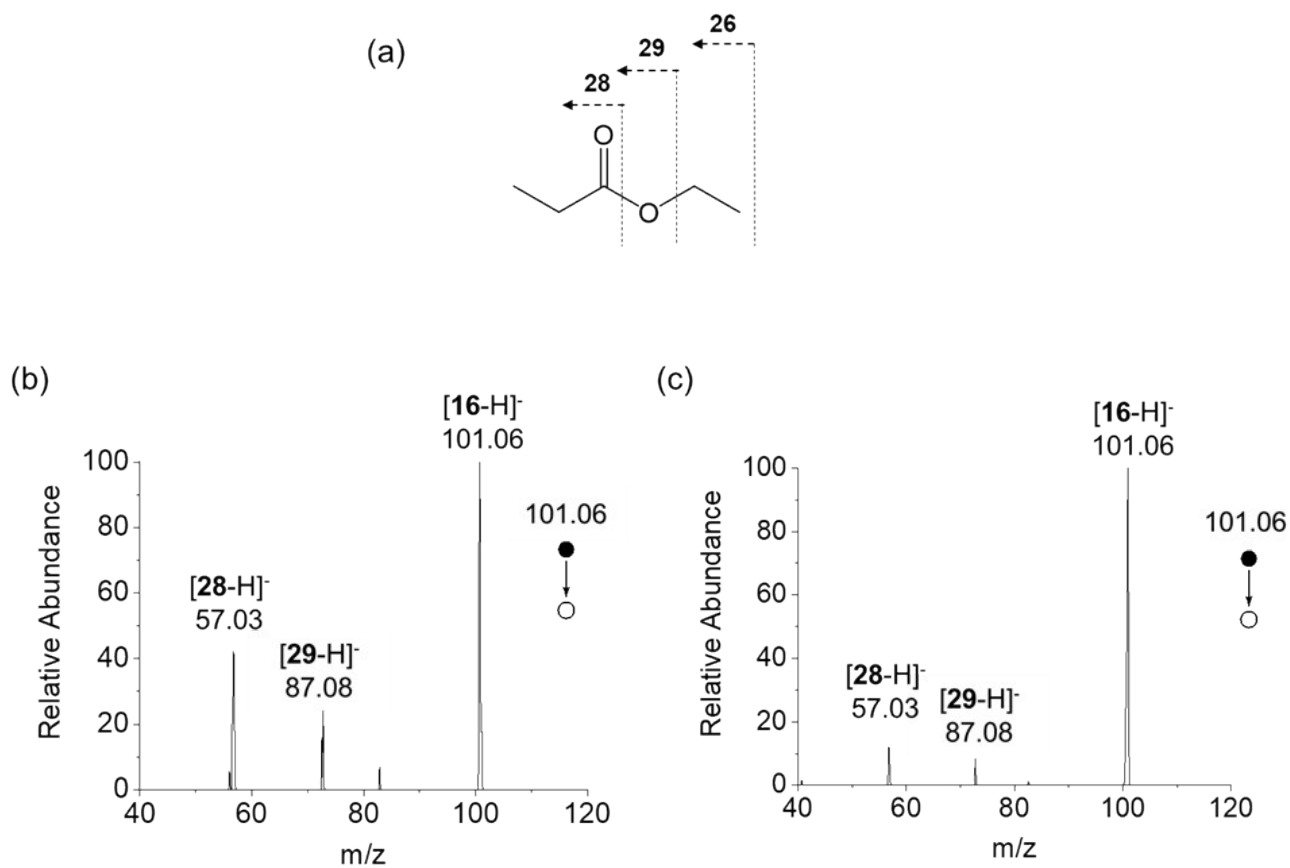 (a)
26
29
28
O
O
(b)
[16-H]-
101.06
100
80
60
40
20
0
Relative Abundance
101.06
[28-H]-
57.03
[29-H]-
87.08
40
60
80
100
120
m/z
(c)
[16-H]-
101.06
100
80
60
40
20
0
Relative Abundance
101.06
[28-H]-
57.03
[29-H]-
87.08
40
60
80
100
120
m/z